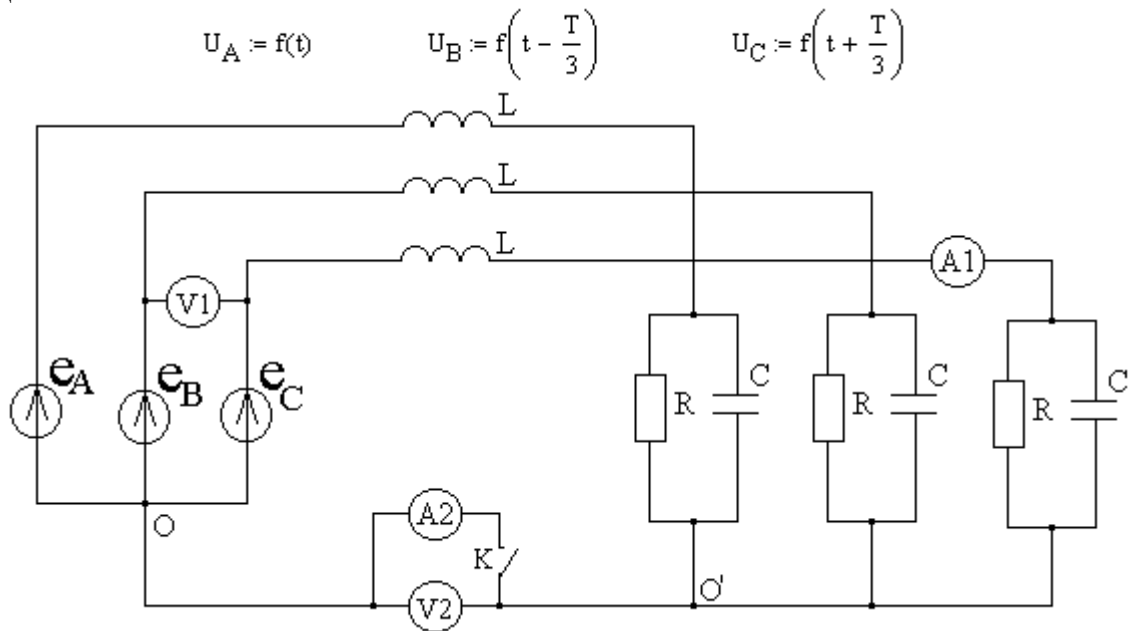 U_A := f(t) U_B := f(t - T/3) U_C := f(t + T/3)
L
L
L
A1
V1
e_A e_B e_C
R C R C R C
O
A2
K
V2
O'